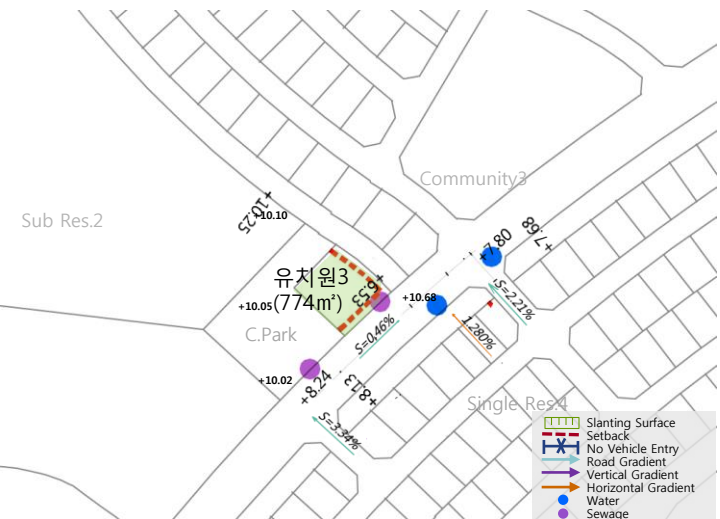 Community3
Sub Res.2
+10.25
+10.10
+7.68
+7.80
유치원3
(774㎡)
+6.53
+10.05
+10.68
S=2.21%
C.Park
S=0.46%
1.280%
+10.02
+8.24
+8.13
Single Res.4
S=3.34%
Slanting Surface
Setback
No Vehicle Entry
Road Gradient
Vertical Gradient
Horizontal Gradient
Water
Sewage